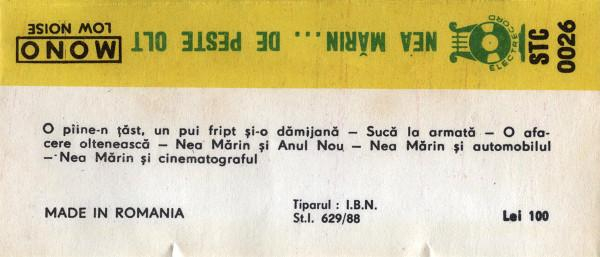 STC
0026
ELECTRECORD
NEA MĂRIN... DE PESTE OLT
MONO
LOW NOISE
O pîine-n țăst, un pui fript și-o dămijană — Sucă la armată — O afa-
cere oltenească — Nea Mărin și Anul Nou — Nea Mărin și automobilul
— Nea Mărin și cinematograful
MADE IN ROMANIA
Tiparul : I.B.N.
St.I. 629/88
Lei 100